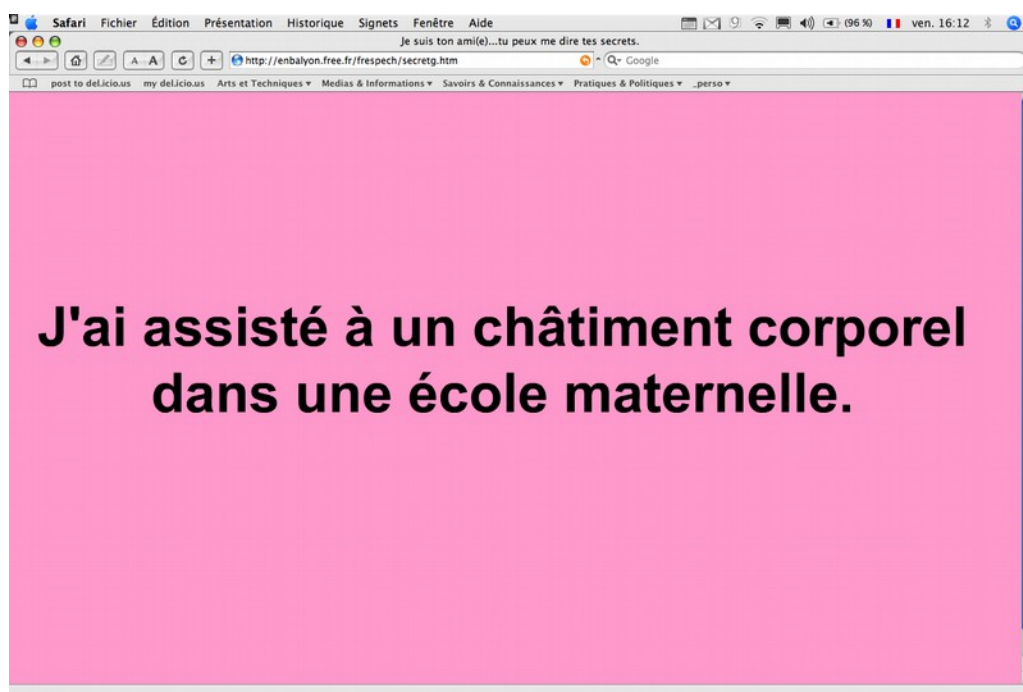 Safari Fichier Édition Présentation Historique Signets Fenêtre Aide (96 %) ven. 16:12
Je suis ton ami(e)...tu peux me dire tes secrets.
A A http://enbalyon.free.fr/frespech/secretg.htm Google
post to del.icio.us my del.icio.us Arts et Techniques Medias & Informations Savoirs & Connaissances Pratiques & Politiques _perso
J'ai assisté à un châtiment corporel
dans une école maternelle.